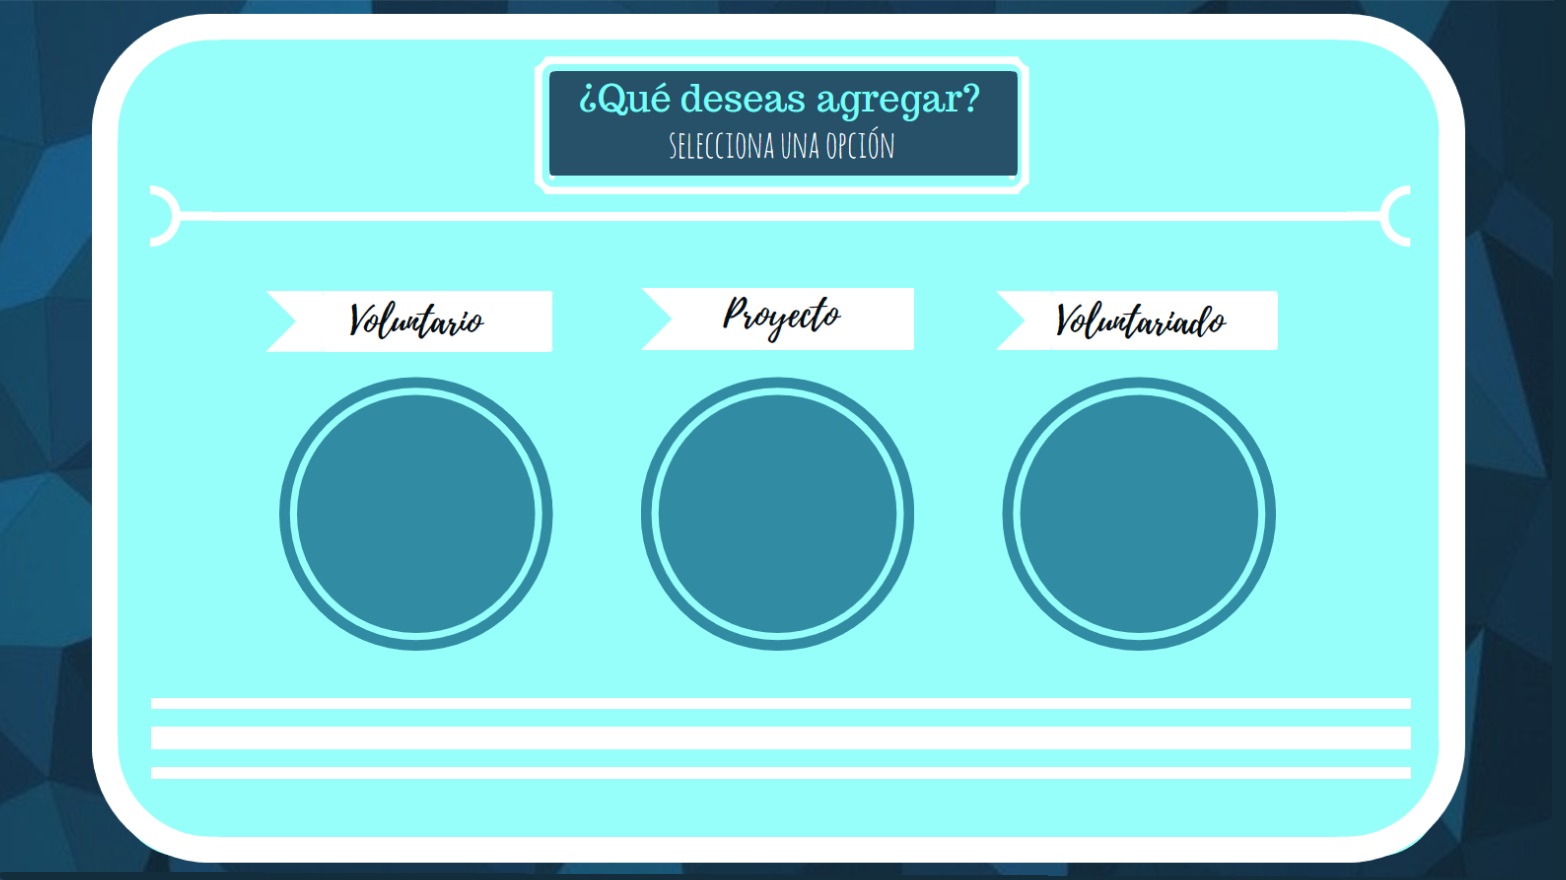 ¿Qué deseas agregar?
SELECCIONA UNA OPCIÓN
Voluntario
Proyecto
Voluntariado